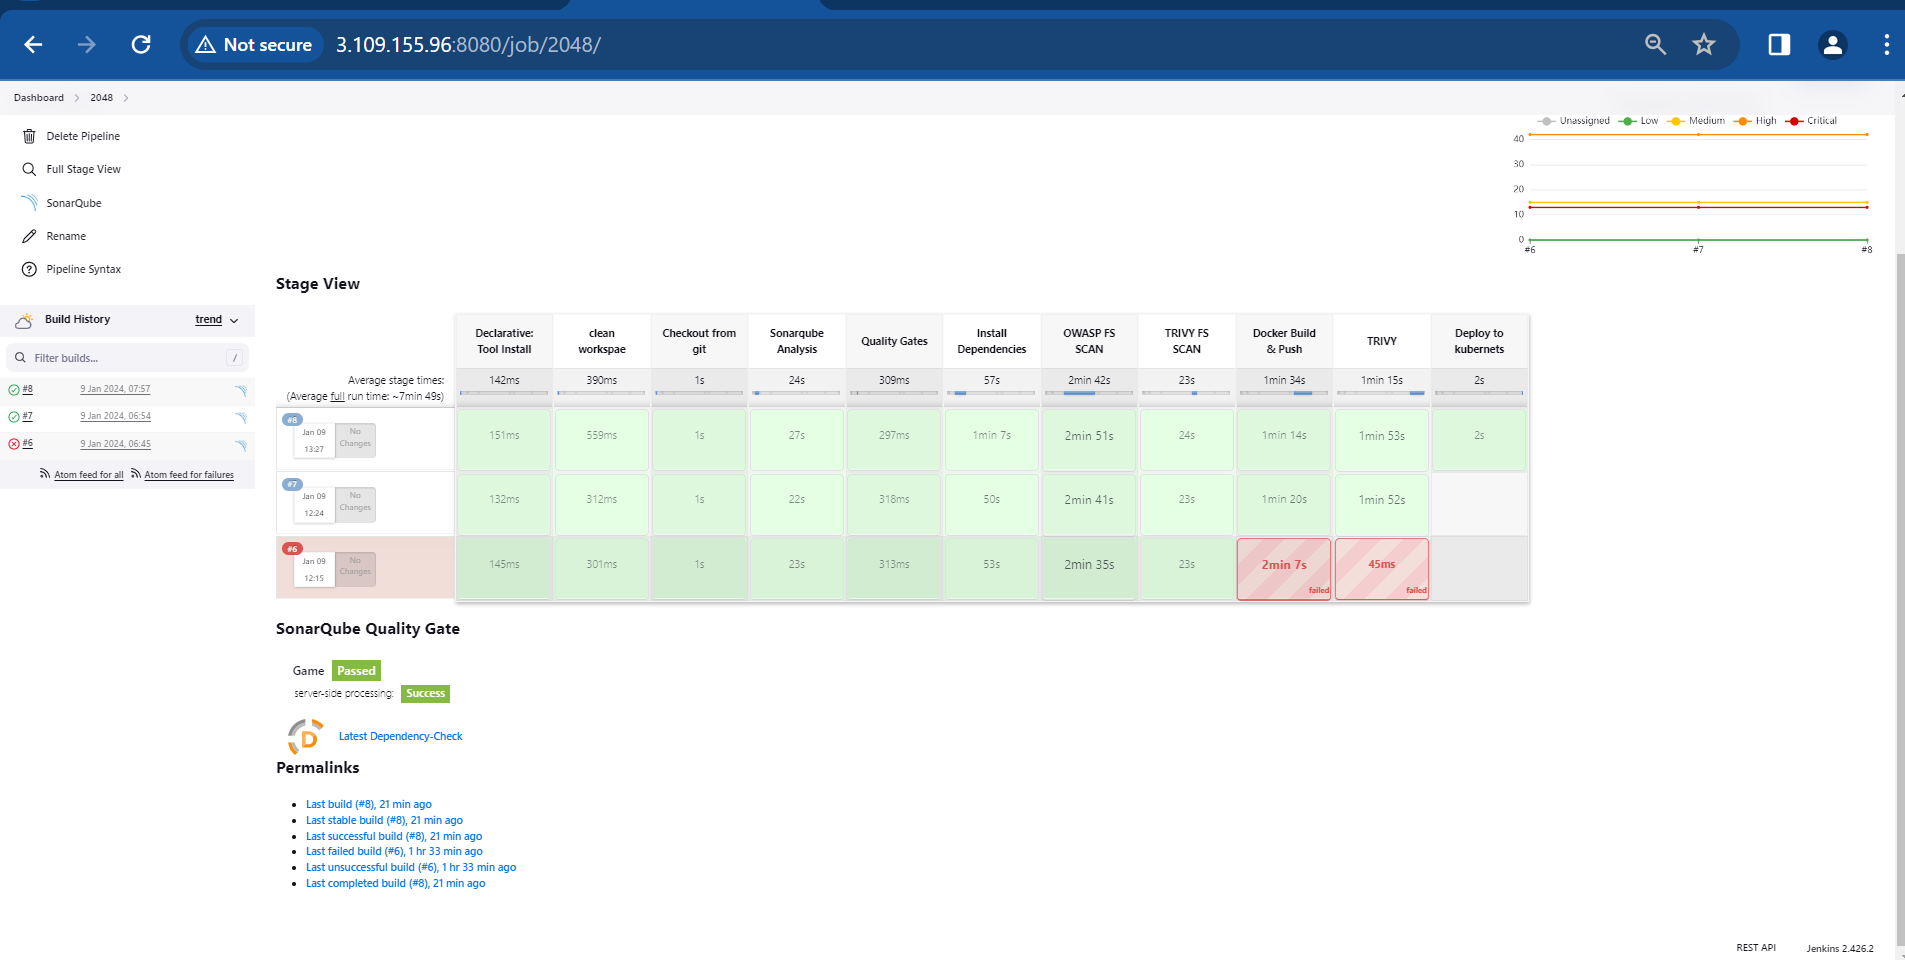 Not secure
3.109.155.96:8080/job/2048/
Dashboard
2048
Delete Pipeline
Full Stage View
SonarQube
Rename
Pipeline Syntax
Build History
trend
Filter builds...
/
#8 9 Jan 2024, 07:57
#7 9 Jan 2024, 06:54
#6 9 Jan 2024, 06:45
Atom feed for all Atom feed for failures
Unassigned Low Medium High Critical
40
30
20
10
0
#6 #7 #8
Stage View
Declarative: Tool Install
clean workspae
Checkout from git
Sonarqube Analysis
Quality Gates
Install Dependencies
OWASP FS SCAN
TRIVY FS SCAN
Docker Build & Push
TRIVY
Deploy to kubernets
Average stage times:
(Average full run time: ~7min 49s)
142ms 390ms 1s 24s 309ms 57s 2min 42s 23s 1min 34s 1min 15s 2s
#8
Jan 09
13:27
No Changes
151ms 559ms 1s 27s 297ms 1min 7s 2min 51s 24s 1min 14s 1min 53s 2s
#7
Jan 09
12:24
No Changes
132ms 312ms 1s 22s 318ms 50s 2min 41s 23s 1min 20s 1min 52s
#6
Jan 09
12:15
No Changes
145ms 301ms 1s 23s 313ms 53s 2min 35s 23s 2min 7s 45ms
failed failed
SonarQube Quality Gate
Game Passed
server-side processing: Success
Latest Dependency-Check
Permalinks
Last build (#8), 21 min ago
Last stable build (#8), 21 min ago
Last successful build (#8), 21 min ago
Last failed build (#6), 1 hr 33 min ago
Last unsuccessful build (#6), 1 hr 33 min ago
Last completed build (#8), 21 min ago
REST API Jenkins 2.426.2